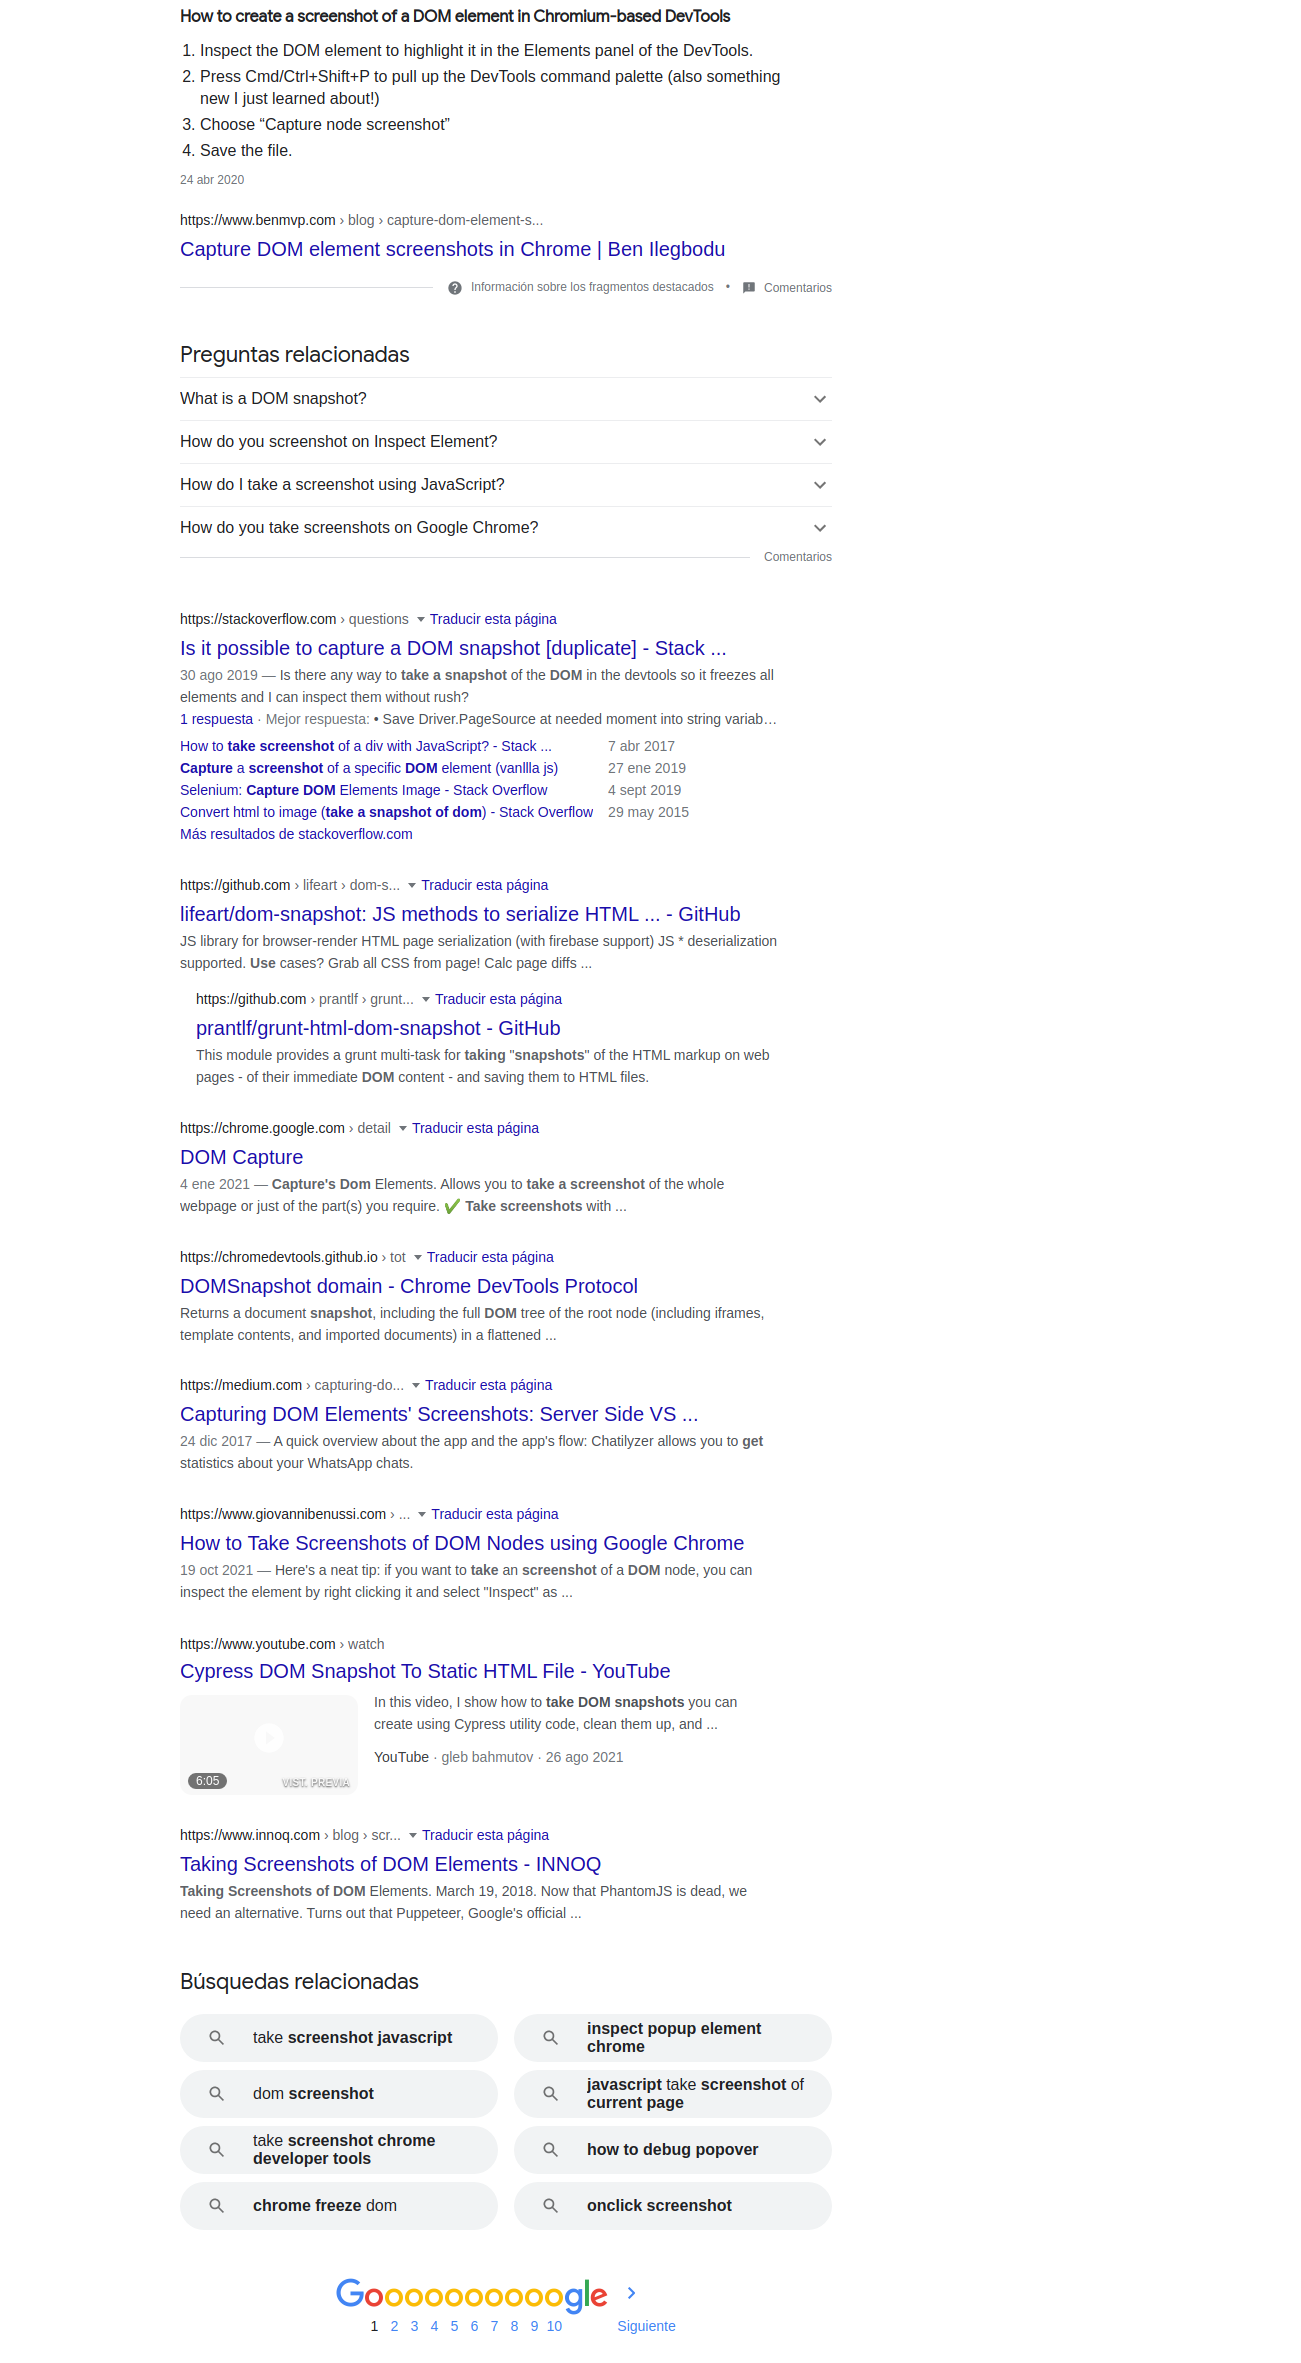 How to create a screenshot of a DOM element in Chromium-based DevTools
1. Inspect the DOM element to highlight it in the Elements panel of the DevTools.
2. Press Cmd/Ctrl+Shift+P to pull up the DevTools command palette (also something
new I just learned about!)
3. Choose “Capture node screenshot”
4. Save the file.
24 abr 2020
https://www.benmvp.com › blog › capture-dom-element-s...
Capture DOM element screenshots in Chrome | Ben Ilegbodu
Información sobre los fragmentos destacados • Comentarios
Preguntas relacionadas
What is a DOM snapshot?
How do you screenshot on Inspect Element?
How do I take a screenshot using JavaScript?
How do you take screenshots on Google Chrome?
Comentarios
https://stackoverflow.com › questions Traducir esta página
Is it possible to capture a DOM snapshot [duplicate] - Stack ...
30 ago 2019 — Is there any way to take a snapshot of the DOM in the devtools so it freezes all
elements and I can inspect them without rush?
1 respuesta · Mejor respuesta: • Save Driver.PageSource at needed moment into string variab…
How to take screenshot of a div with JavaScript? - Stack ... 7 abr 2017
Capture a screenshot of a specific DOM element (vanllla js) 27 ene 2019
Selenium: Capture DOM Elements Image - Stack Overflow 4 sept 2019
Convert html to image (take a snapshot of dom) - Stack Overflow 29 may 2015
Más resultados de stackoverflow.com
https://github.com › lifeart › dom-s... Traducir esta página
lifeart/dom-snapshot: JS methods to serialize HTML ... - GitHub
JS library for browser-render HTML page serialization (with firebase support) JS * deserialization
supported. Use cases? Grab all CSS from page! Calc page diffs ...
https://github.com › prantlf › grunt... Traducir esta página
prantlf/grunt-html-dom-snapshot - GitHub
This module provides a grunt multi-task for taking "snapshots" of the HTML markup on web
pages - of their immediate DOM content - and saving them to HTML files.
https://chrome.google.com › detail Traducir esta página
DOM Capture
4 ene 2021 — Capture's Dom Elements. Allows you to take a screenshot of the whole
webpage or just of the part(s) you require. ✅ Take screenshots with ...
https://chromedevtools.github.io › tot Traducir esta página
DOMSnapshot domain - Chrome DevTools Protocol
Returns a document snapshot, including the full DOM tree of the root node (including iframes,
template contents, and imported documents) in a flattened ...
https://medium.com › capturing-do... Traducir esta página
Capturing DOM Elements' Screenshots: Server Side VS ...
24 dic 2017 — A quick overview about the app and the app's flow: Chatilyzer allows you to get
statistics about your WhatsApp chats.
https://www.giovannibenussi.com › ... Traducir esta página
How to Take Screenshots of DOM Nodes using Google Chrome
19 oct 2021 — Here's a neat tip: if you want to take an screenshot of a DOM node, you can
inspect the element by right clicking it and select "Inspect" as ...
https://www.youtube.com › watch
Cypress DOM Snapshot To Static HTML File - YouTube
In this video, I show how to take DOM snapshots you can
create using Cypress utility code, clean them up, and ...
YouTube · gleb bahmutov · 26 ago 2021
6:05 VIST. PREVIA
https://www.innoq.com › blog › scr... Traducir esta página
Taking Screenshots of DOM Elements - INNOQ
Taking Screenshots of DOM Elements. March 19, 2018. Now that PhantomJS is dead, we
need an alternative. Turns out that Puppeteer, Google's official ...
Búsquedas relacionadas
take screenshot javascript
inspect popup element
chrome
dom screenshot
javascript take screenshot of
current page
take screenshot chrome
developer tools
how to debug popover
chrome freeze dom
onclick screenshot
Goooooooooogle
1 2 3 4 5 6 7 8 9 10 Siguiente